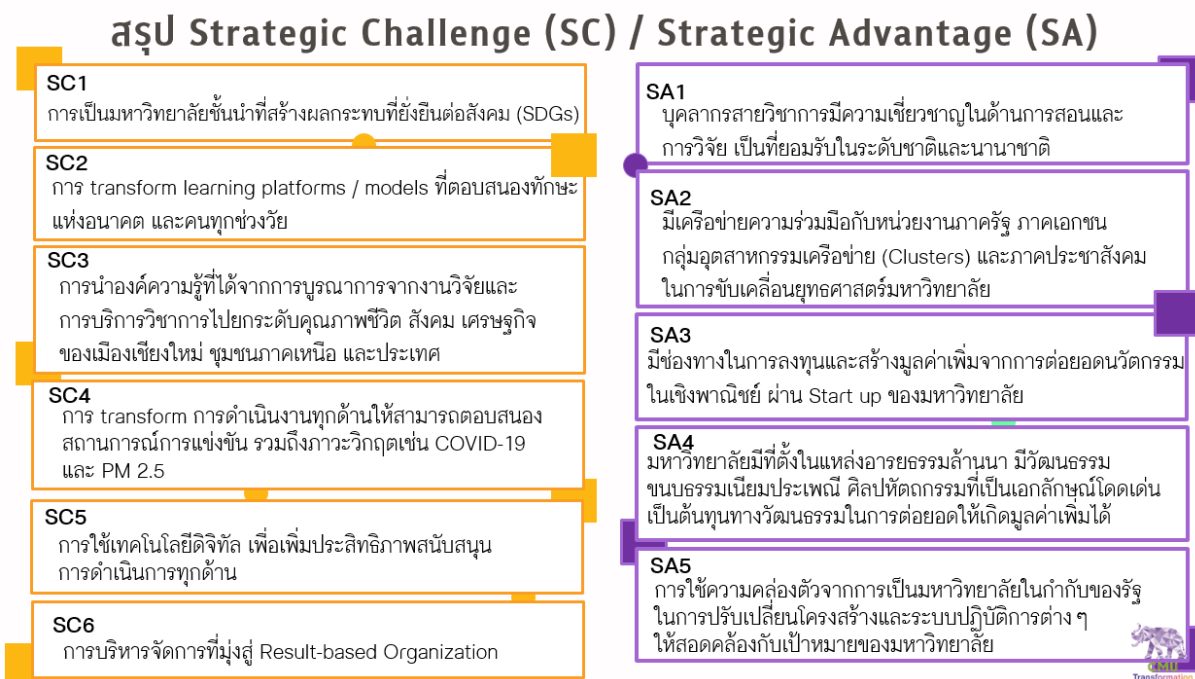 สรุป Strategic Challenge (SC) / Strategic Advantage (SA)
SC1
การเป็นมหาวิทยาลัยชั้นนำที่สร้างผลกระทบที่ยั่งยืนต่อสังคม (SDGs)
SC2
การ transform learning platforms / models ที่ตอบสนองทักษะ
แห่งอนาคต และคนทุกช่วงวัย
SC3
การนำองค์ความรู้ที่ได้จากการบูรณาการจากงานวิจัยและ
การบริการวิชาการไปยกระดับคุณภาพชีวิต สังคม เศรษฐกิจ
ของเมืองเชียงใหม่ ชุมชนภาคเหนือ และประเทศ
SC4
การ transform การดำเนินงานทุกด้านให้สามารถตอบสนอง
สถานการณ์การแข่งขัน รวมถึงภาวะวิกฤตเช่น COVID-19
และ PM 2.5
SC5
การใช้เทคโนโลยีดิจิทัล เพื่อเพิ่มประสิทธิภาพสนับสนุน
การดำเนินการทุกด้าน
SC6
การบริหารจัดการที่มุ่งสู่ Result-based Organization
SA1
บุคลากรสายวิชาการมีความเชี่ยวชาญในด้านการสอนและ
การวิจัย เป็นที่ยอมรับในระดับชาติและนานาชาติ
SA2
มีเครือข่ายความร่วมมือกับหน่วยงานภาครัฐ ภาคเอกชน
กลุ่มอุตสาหกรรมเครือข่าย (Clusters) และภาคประชาสังคม
ในการขับเคลื่อนยุทธศาสตร์มหาวิทยาลัย
SA3
มีช่องทางในการลงทุนและสร้างมูลค่าเพิ่มจากการต่อยอดนวัตกรรม
ในเชิงพาณิชย์ ผ่าน Start up ของมหาวิทยาลัย
SA4
มหาวิทยาลัยมีที่ตั้งในแหล่งอารยธรรมล้านนา มีวัฒนธรรม
ขนบธรรมเนียมประเพณี ศิลปหัตถกรรมที่เป็นเอกลักษณ์โดดเด่น
เป็นต้นทุนทางวัฒนธรรมในการต่อยอดให้เกิดมูลค่าเพิ่มได้
SA5
การใช้ความคล่องตัวจากการเป็นมหาวิทยาลัยในกำกับของรัฐ
ในการปรับเปลี่ยนโครงสร้างและระบบปฏิบัติการต่าง ๆ
ให้สอดคล้องกับเป้าหมายของมหาวิทยาลัย
CMU
Transformation